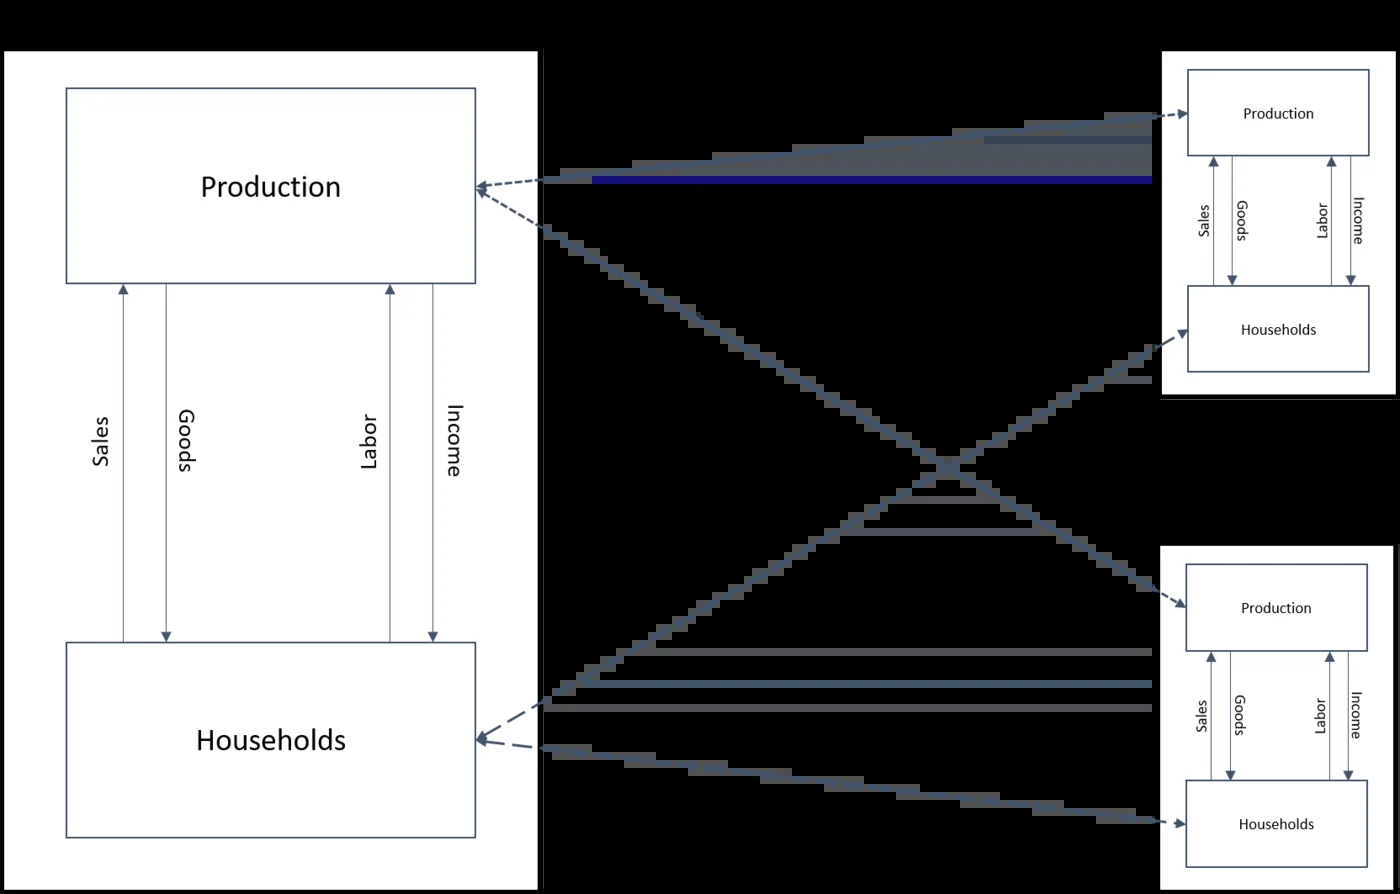 Production
Sales
Goods
Labor
Income
Households
Production
Sales
Goods
Labor
Income
Households
Production
Sales
Goods
Labor
Income
Households